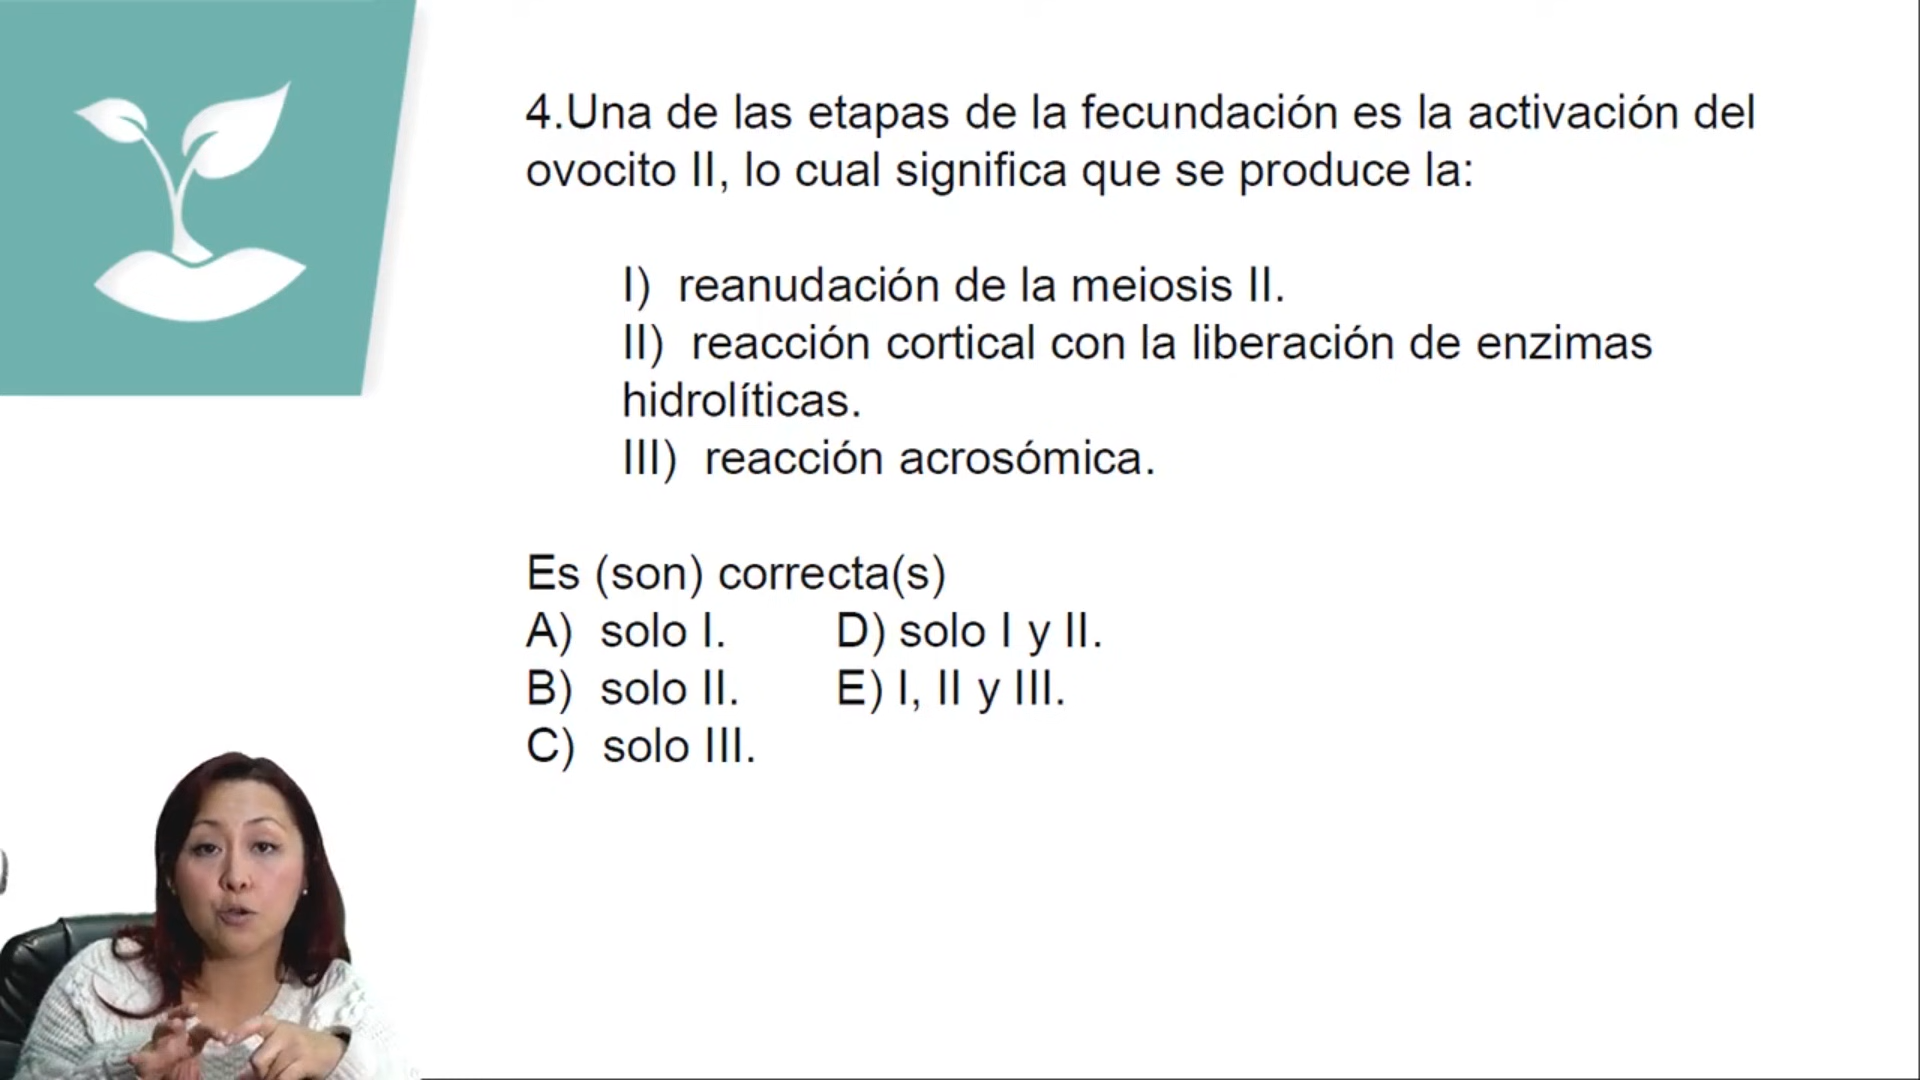 4.Una de las etapas de la fecundación es la activación del
ovocito II, lo cual significa que se produce la:
I) reanudación de la meiosis II.
II) reacción cortical con la liberación de enzimas
hidrolíticas.
III) reacción acrosómica.
Es (son) correcta(s)
A) solo I. D) solo I y II.
B) solo II. E) I, II y III.
C) solo III.